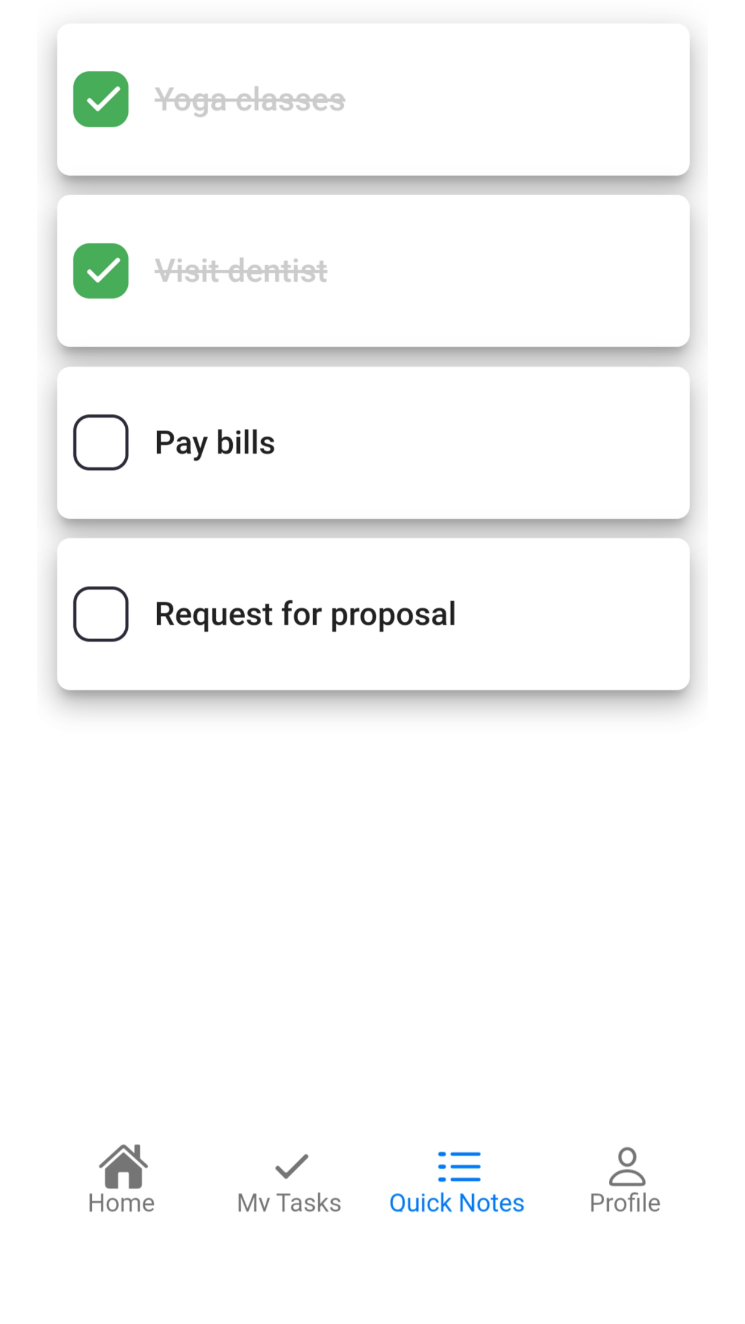 Yoga classes
Visit dentist
Pay bills
Request for proposal
Home
My Tasks
Quick Notes
Profile